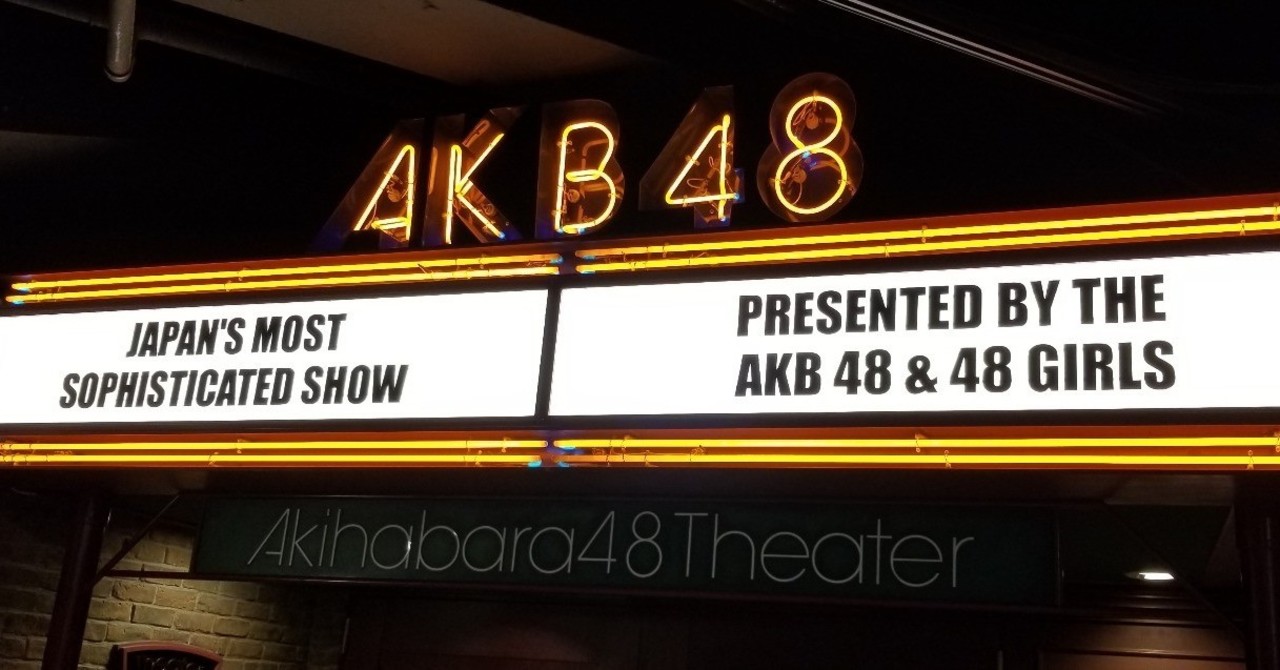 AKB48
JAPAN'S MOST
SOPHISTICATED SHOW
PRESENTED BY THE
AKB 48 & 48 GIRLS
Akihabara48Theater